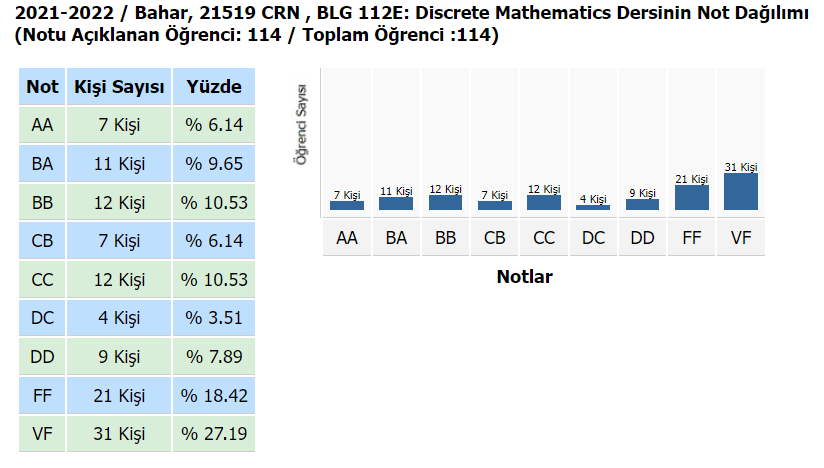 2021-2022 / Bahar, 21519 CRN , BLG 112E: Discrete Mathematics Dersinin Not Dağılımı
(Notu Açıklanan Öğrenci: 114 / Toplam Öğrenci :114)
Not Kişi Sayısı Yüzde
AA 7 Kişi % 6.14
BA 11 Kişi % 9.65
BB 12 Kişi % 10.53
CB 7 Kişi % 6.14
CC 12 Kişi % 10.53
DC 4 Kişi % 3.51
DD 9 Kişi % 7.89
FF 21 Kişi % 18.42
VF 31 Kişi % 27.19
Öğrenci Sayısı
7 Kişi 11 Kişi 12 Kişi 7 Kişi 12 Kişi 4 Kişi 9 Kişi 21 Kişi 31 Kişi
AA BA BB CB CC DC DD FF VF
Notlar